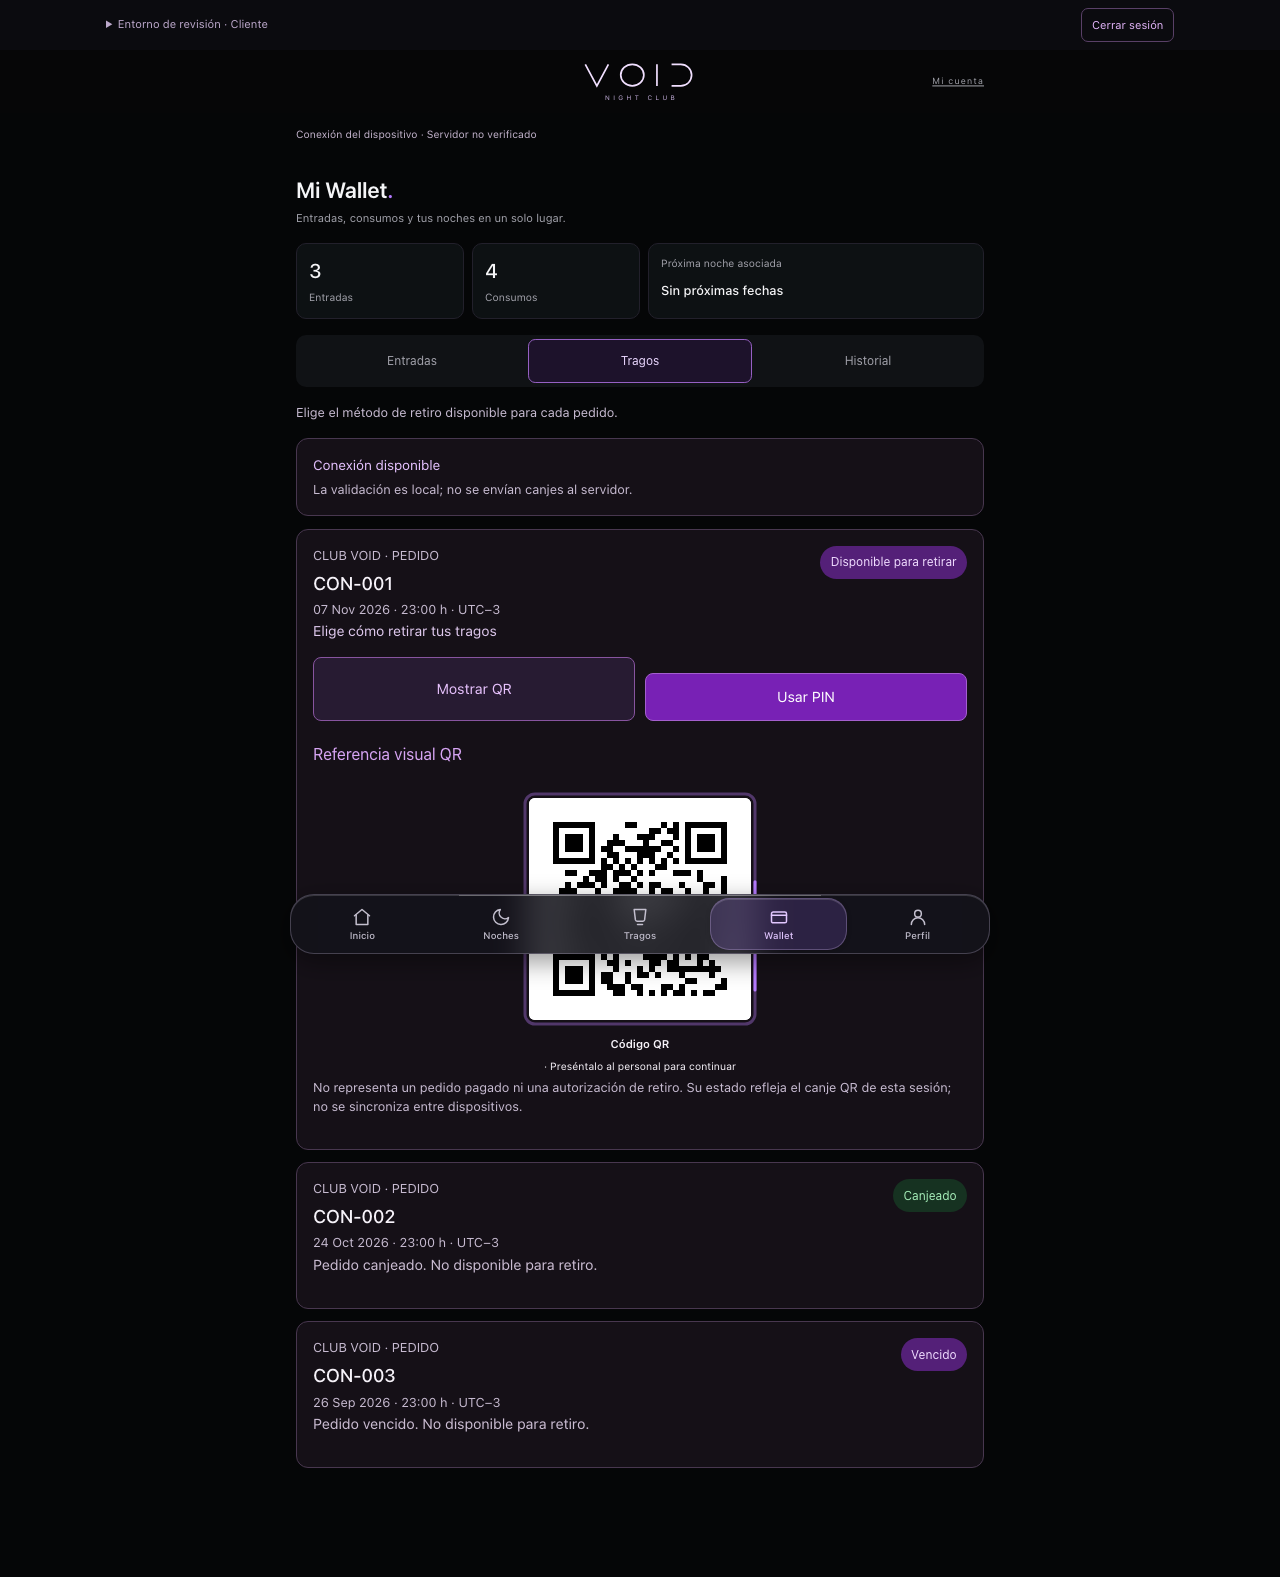 Entorno de revisión · Cliente
Cerrar sesión
VOID
NIGHT CLUB
Mi cuenta
Conexión del dispositivo · Servidor no verificado
Mi Wallet.
Entradas, consumos y tus noches en un solo lugar.
3
Entradas
4
Consumos
Próxima noche asociada
Sin próximas fechas
Entradas
Tragos
Historial
Elige el método de retiro disponible para cada pedido.
Conexión disponible
La validación es local; no se envían canjes al servidor.
CLUB VOID · PEDIDO
Disponible para retirar
CON-001
07 Nov 2026 · 23:00 h · UTC−3
Elige cómo retirar tus tragos
Mostrar QR
Usar PIN
Referencia visual QR
Inicio
Noches
Tragos
Wallet
Perfil
Código QR
· Preséntalo al personal para continuar
No representa un pedido pagado ni una autorización de retiro. Su estado refleja el canje QR de esta sesión;
no se sincroniza entre dispositivos.
CLUB VOID · PEDIDO
Canjeado
CON-002
24 Oct 2026 · 23:00 h · UTC−3
Pedido canjeado. No disponible para retiro.
CLUB VOID · PEDIDO
Vencido
CON-003
26 Sep 2026 · 23:00 h · UTC−3
Pedido vencido. No disponible para retiro.